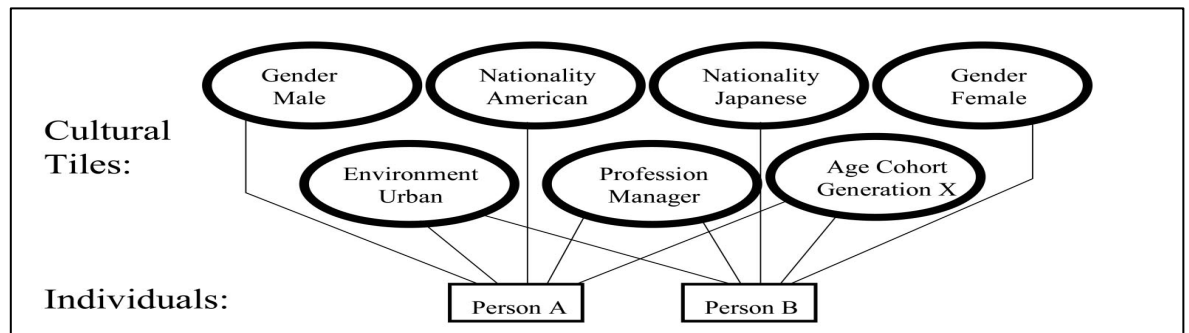 Gender
Male
Nationality
American
Nationality
Japanese
Gender
Female
Cultural
Tiles:
Environment
Urban
Profession
Manager
Age Cohort
Generation X
Individuals:
Person A
Person B